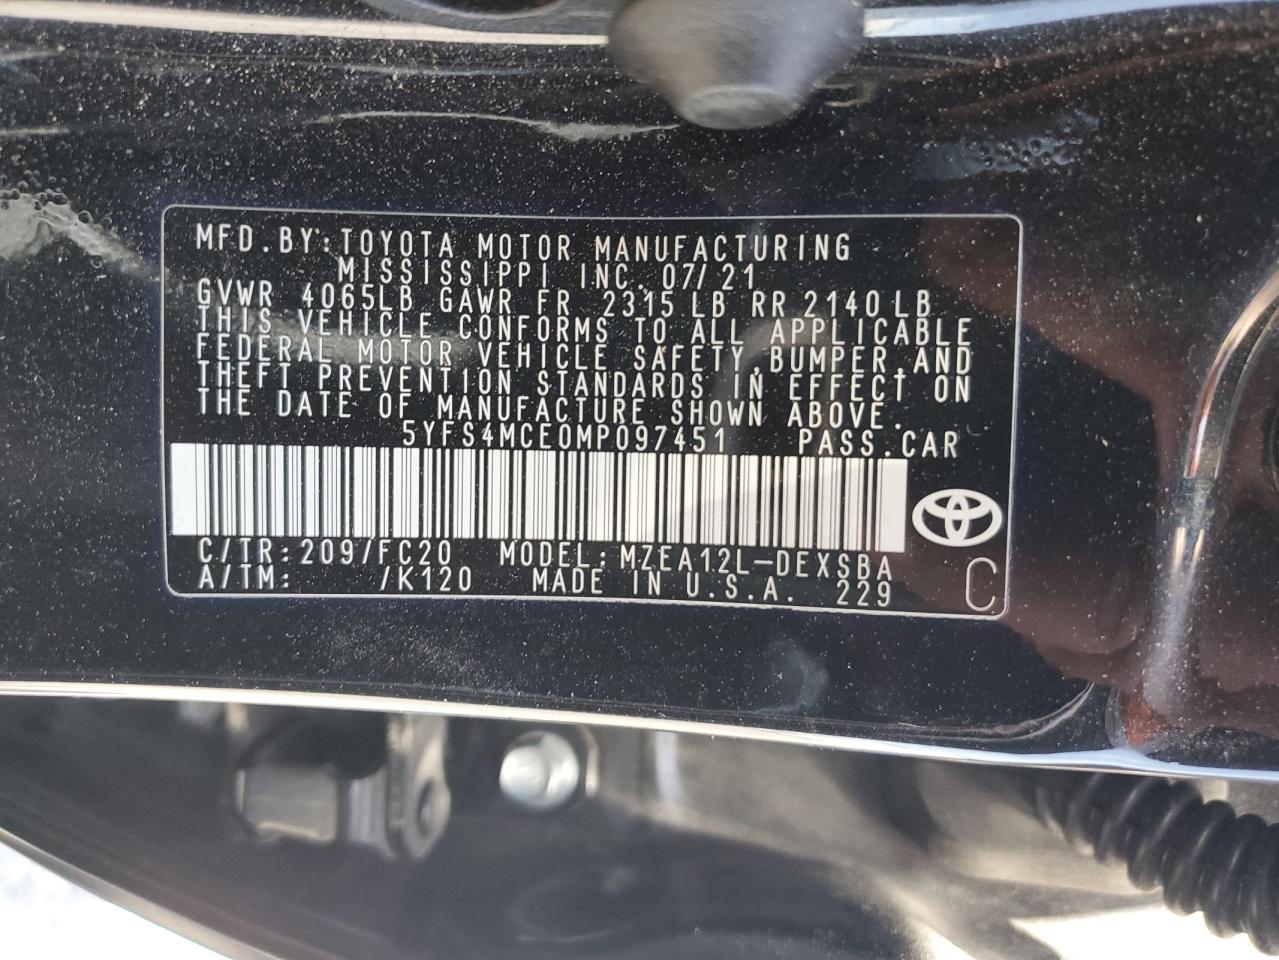 MFD.BY:TOYOTA MOTOR MANUFACTURING
MISSISSIPPI INC. 07/21
GVWR 4065LB GAWR FR 2315 LB RR 2140 LB
THIS VEHICLE CONFORMS TO ALL APPLICABLE
FEDERAL MOTOR VEHICLE SAFETY,BUMPER,AND
THEFT PREVENTION STANDARDS IN EFFECT ON
THE DATE OF MANUFACTURE SHOWN ABOVE.
5YFS4MCE0MP097451 PASS.CAR
C/TR:209/FC20 MODEL:MZEA12L-DEXSBA
A/TM: /K120 MADE IN U.S.A. 229 C